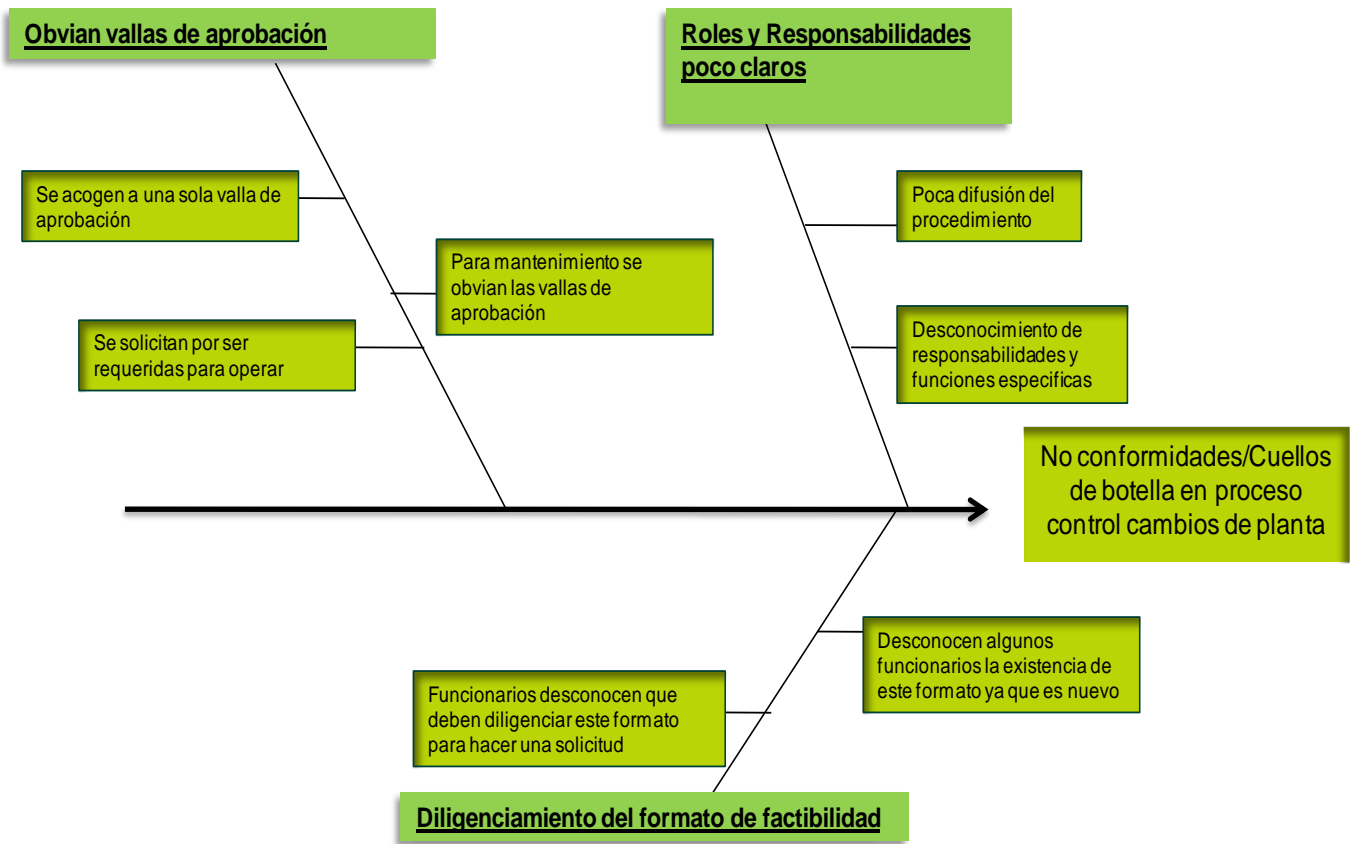 Obvian vallas de aprobación
Roles y Responsabilidades
poco claros
Se acogen a una sola valla de
aprobación
Poca difusión del
procedimiento
Para mantenimiento se
obvian las vallas de
aprobación
Se solicitan por ser
requeridas para operar
Desconocimiento de
responsabilidades y
funciones especificas
No conformidades/Cuellos
de botella en proceso
control cambios de planta
Desconocen algunos
funcionarios la existencia de
este formato ya que es nuevo
Funcionarios desconocen que
deben diligenciar este formato
para hacer una solicitud
Diligenciamiento del formato de factibilidad